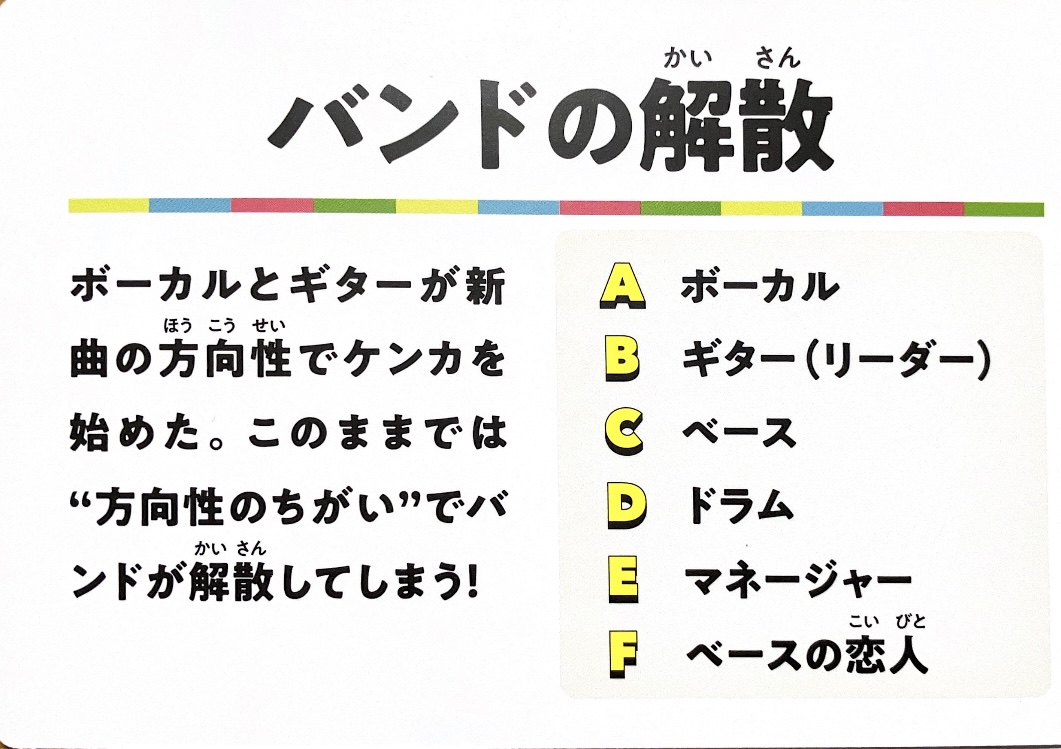 かい さん
バンドの解散
ボーカルとギターが新
ほう こう せい
曲の方向性でケンカを
始めた。このままでは
“方向性のちがい”でバ
かい さん
ンドが解散してしまう!
A ボーカル
B ギター(リーダー)
C ベース
D ドラム
E マネージャー
こい びと
F ベースの恋人